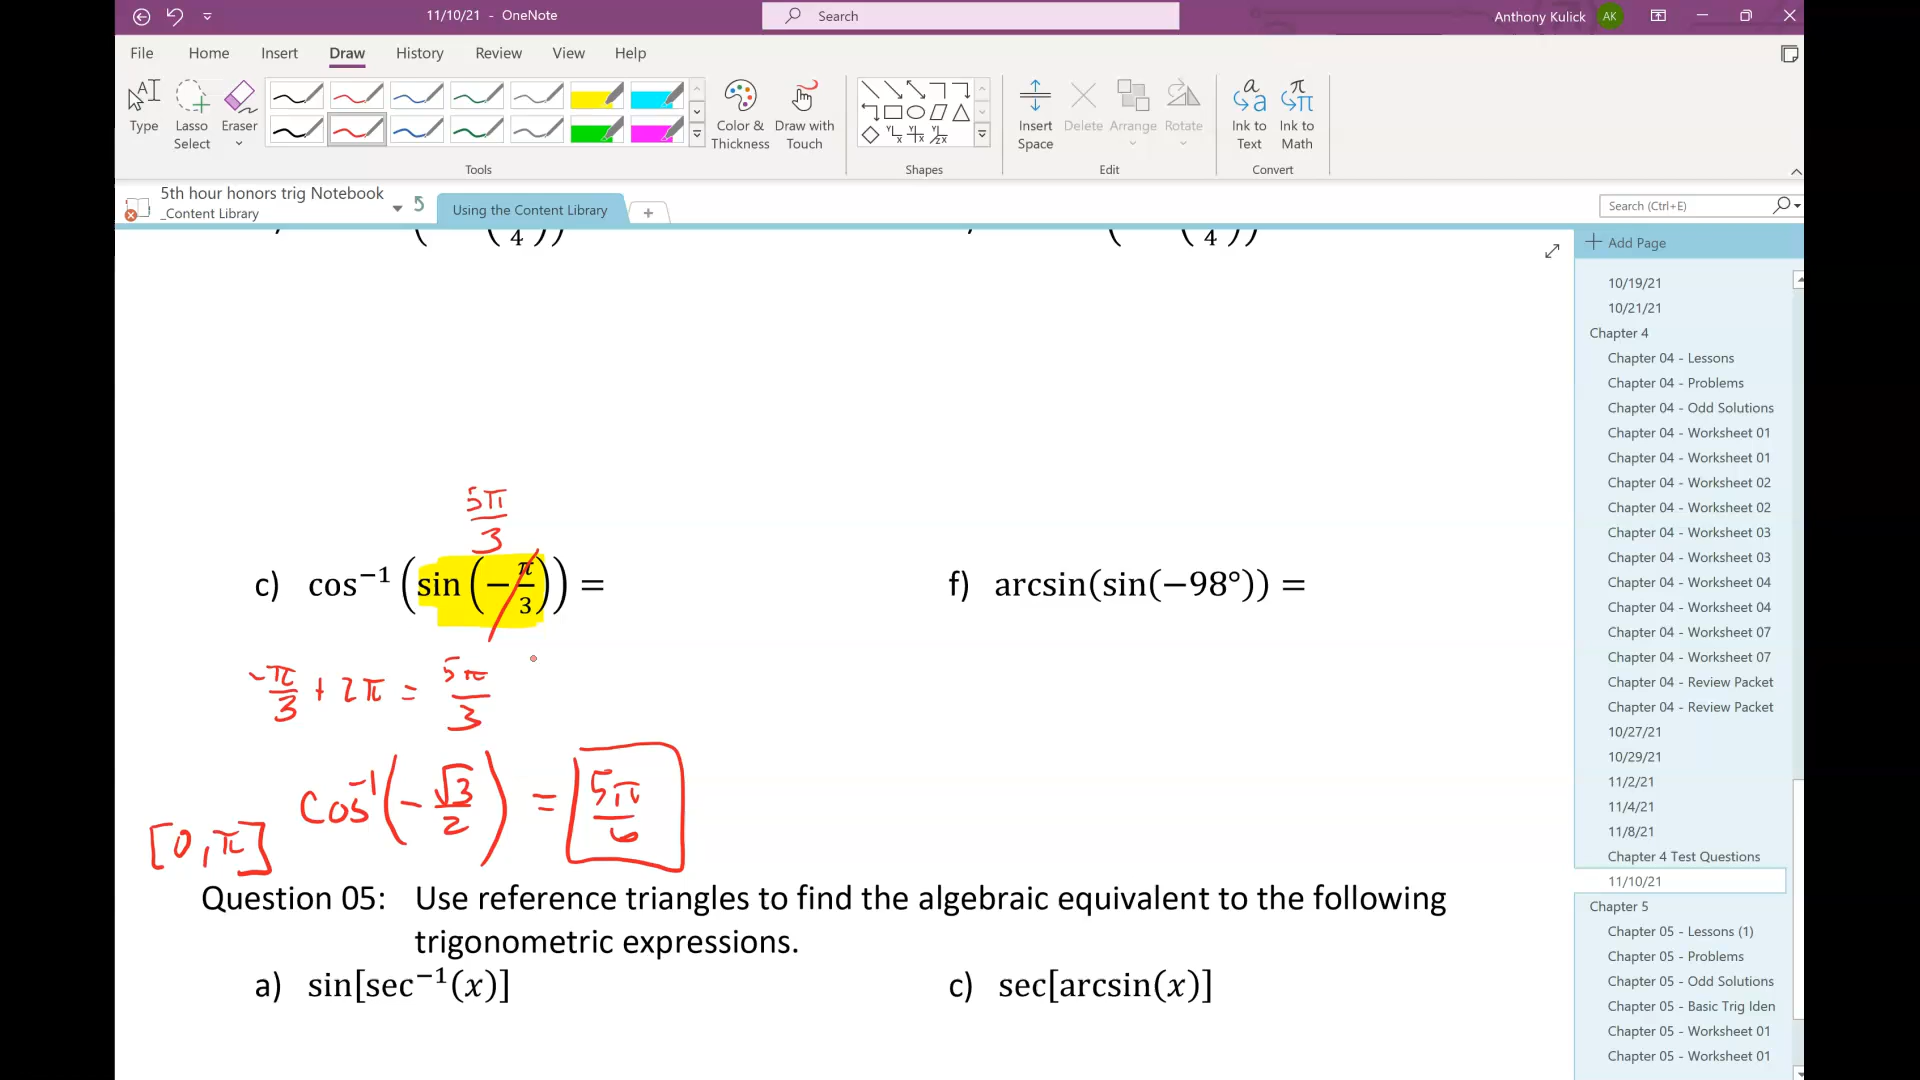 11/10/21 - OneNote
Search
Anthony Kulick
AK
File Home Insert Draw History Review View Help
Type
Lasso Select
Eraser
Color & Thickness
Draw with Touch
Insert Space
Delete
Arrange
Rotate
Ink to Text
Ink to Math
Tools
Shapes
Edit
Convert
5th hour honors trig Notebook
_Content Library
Using the Content Library
Search (Ctrl+E)
Add Page
( (4))
( (4))
5π/3
c) cos⁻¹(sin(−π/3)) =
f) arcsin(sin(−98°)) =
-π/3 + 2π = 5π/3
cos⁻¹(-√3/2) = 5π/6
[0, π]
Question 05: Use reference triangles to find the algebraic equivalent to the following
trigonometric expressions.
a) sin[sec⁻¹(x)]
c) sec[arcsin(x)]
10/19/21
10/21/21
Chapter 4
Chapter 04 - Lessons
Chapter 04 - Problems
Chapter 04 - Odd Solutions
Chapter 04 - Worksheet 01
Chapter 04 - Worksheet 01
Chapter 04 - Worksheet 02
Chapter 04 - Worksheet 02
Chapter 04 - Worksheet 03
Chapter 04 - Worksheet 03
Chapter 04 - Worksheet 04
Chapter 04 - Worksheet 04
Chapter 04 - Worksheet 07
Chapter 04 - Worksheet 07
Chapter 04 - Review Packet
Chapter 04 - Review Packet
10/27/21
10/29/21
11/2/21
11/4/21
11/8/21
Chapter 4 Test Questions
11/10/21
Chapter 5
Chapter 05 - Lessons (1)
Chapter 05 - Problems
Chapter 05 - Odd Solutions
Chapter 05 - Basic Trig Iden
Chapter 05 - Worksheet 01
Chapter 05 - Worksheet 01